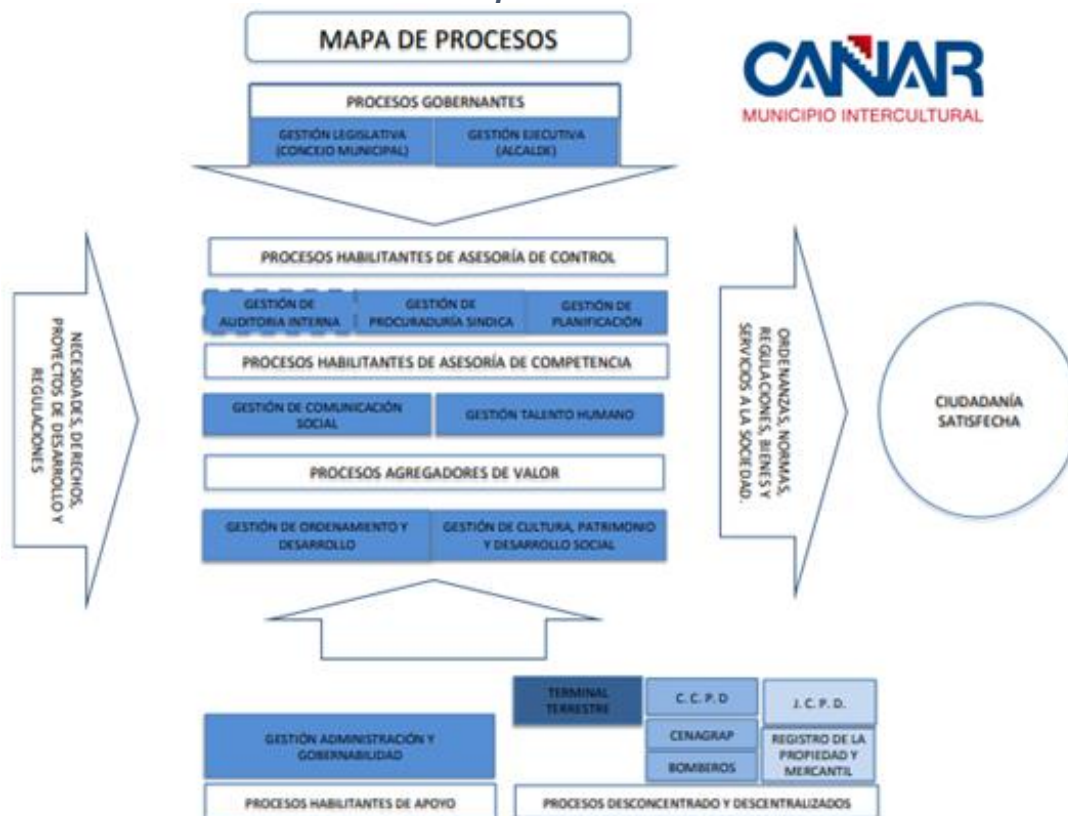 MAPA DE PROCESOS
CAÑAR
MUNICIPIO INTERCULTURAL
PROCESOS GOBERNANTES
GESTIÓN LEGISLATIVA
(CONCEJO MUNICIPAL)
GESTIÓN EJECUTIVA
(ALCALDE)
NECESIDADES, DERECHOS,
PROYECTOS DE DESARROLLO Y
REGULACIONES
PROCESOS HABILITANTES DE ASESORÍA DE CONTROL
GESTIÓN DE
AUDITORIA INTERNA
GESTIÓN DE
PROCURADURÍA SINDICA
GESTIÓN DE
PLANIFICACIÓN
PROCESOS HABILITANTES DE ASESORÍA DE COMPETENCIA
GESTIÓN DE COMUNICACIÓN
SOCIAL
GESTIÓN TALENTO HUMANO
PROCESOS AGREGADORES DE VALOR
GESTIÓN DE ORDENAMIENTO Y
DESARROLLO
GESTIÓN DE CULTURA, PATRIMONIO
Y DESARROLLO SOCIAL
ORDENANZAS, NORMAS,
REGULACIONES, BIENES Y
SERVICIOS A LA SOCIEDAD.
CIUDADANÍA
SATISFECHA
GESTIÓN ADMINISTRACIÓN Y
GOBERNABILIDAD
PROCESOS HABILITANTES DE APOYO
TERMINAL
TERRESTRE
C. C. P. D
J. C. P. D.
CENAGRAP
BOMBEROS
REGISTRO DE LA
PROPIEDAD Y
MERCANTIL
PROCESOS DESCONCENTRADO Y DESCENTRALIZADOS